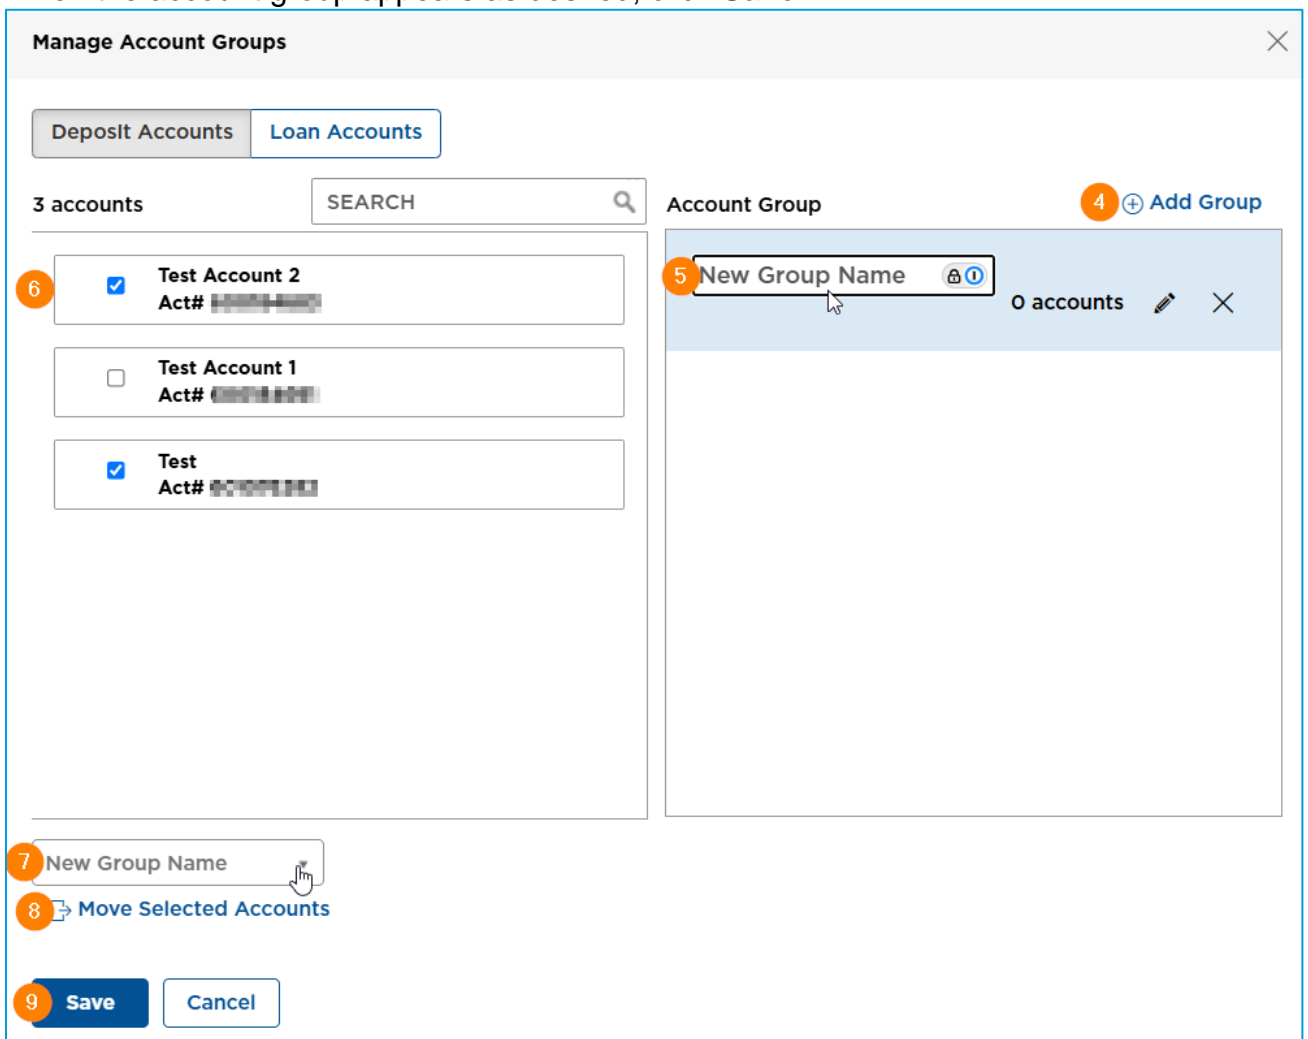 Manage Account Groups
Deposit Accounts
Loan Accounts
3 accounts
SEARCH
Account Group
4
Add Group
6
Test Account 2
Act#
5
New Group Name
0 accounts
Test Account 1
Act#
Test
Act#
7
New Group Name
8
Move Selected Accounts
9
Save
Cancel